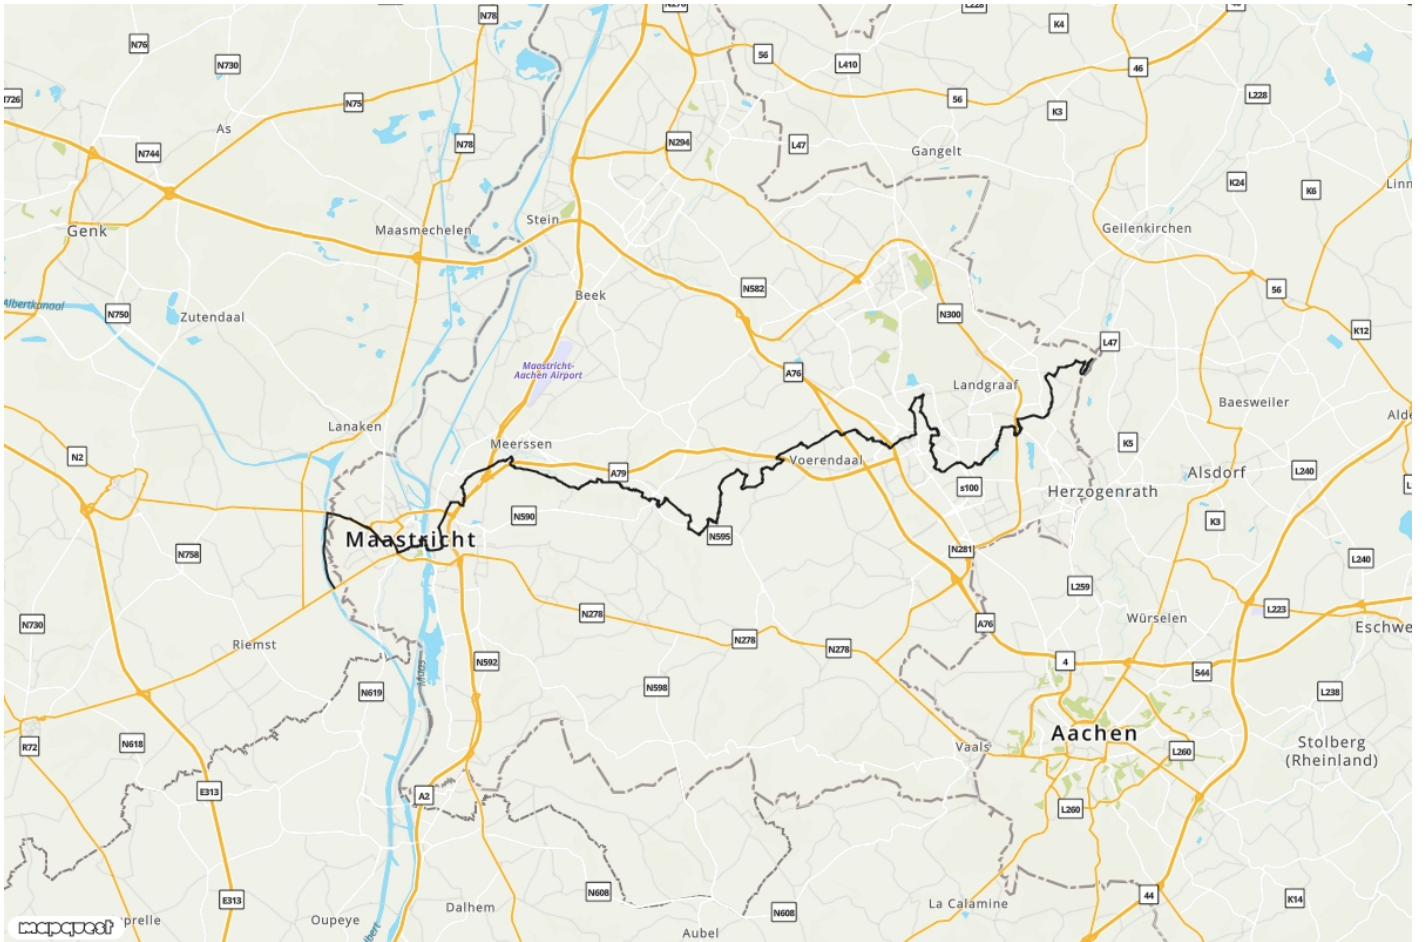 N78
N276
L228
46
K4
N76
N730
56
L410
46
N726
N75
56
K3
L228
As
N744
N78
N294
L47
Gangelt
K24
K6
Linn
Genk
Maasmechelen
Stein
Geilenkirchen
Albertkanaal
N750
Zutendaal
Beek
N582
N300
56
K12
L47
Maastricht-
Aachen Airport
A76
Landgraaf
Baesweiler
Alde
Lanaken
Meerssen
K5
N2
A79
Voerendaal
Alsdorf
L240
s100
Herzogenrath
N590
K3
Maastricht
N595
N758
N281
L240
L259
N730
N278
L223
Würselen
A76
Eschwe
Riemst
N278
N278
N592
4
544
Maas
N619
N598
L238
R72
N618
Vaals
Aachen
L260
Stolberg
(Rheinland)
E313
A2
L260
E313
N608
44
K14
mapquest
prelle
Oupeye
Dalhem
N608
La Calamine
Aubel